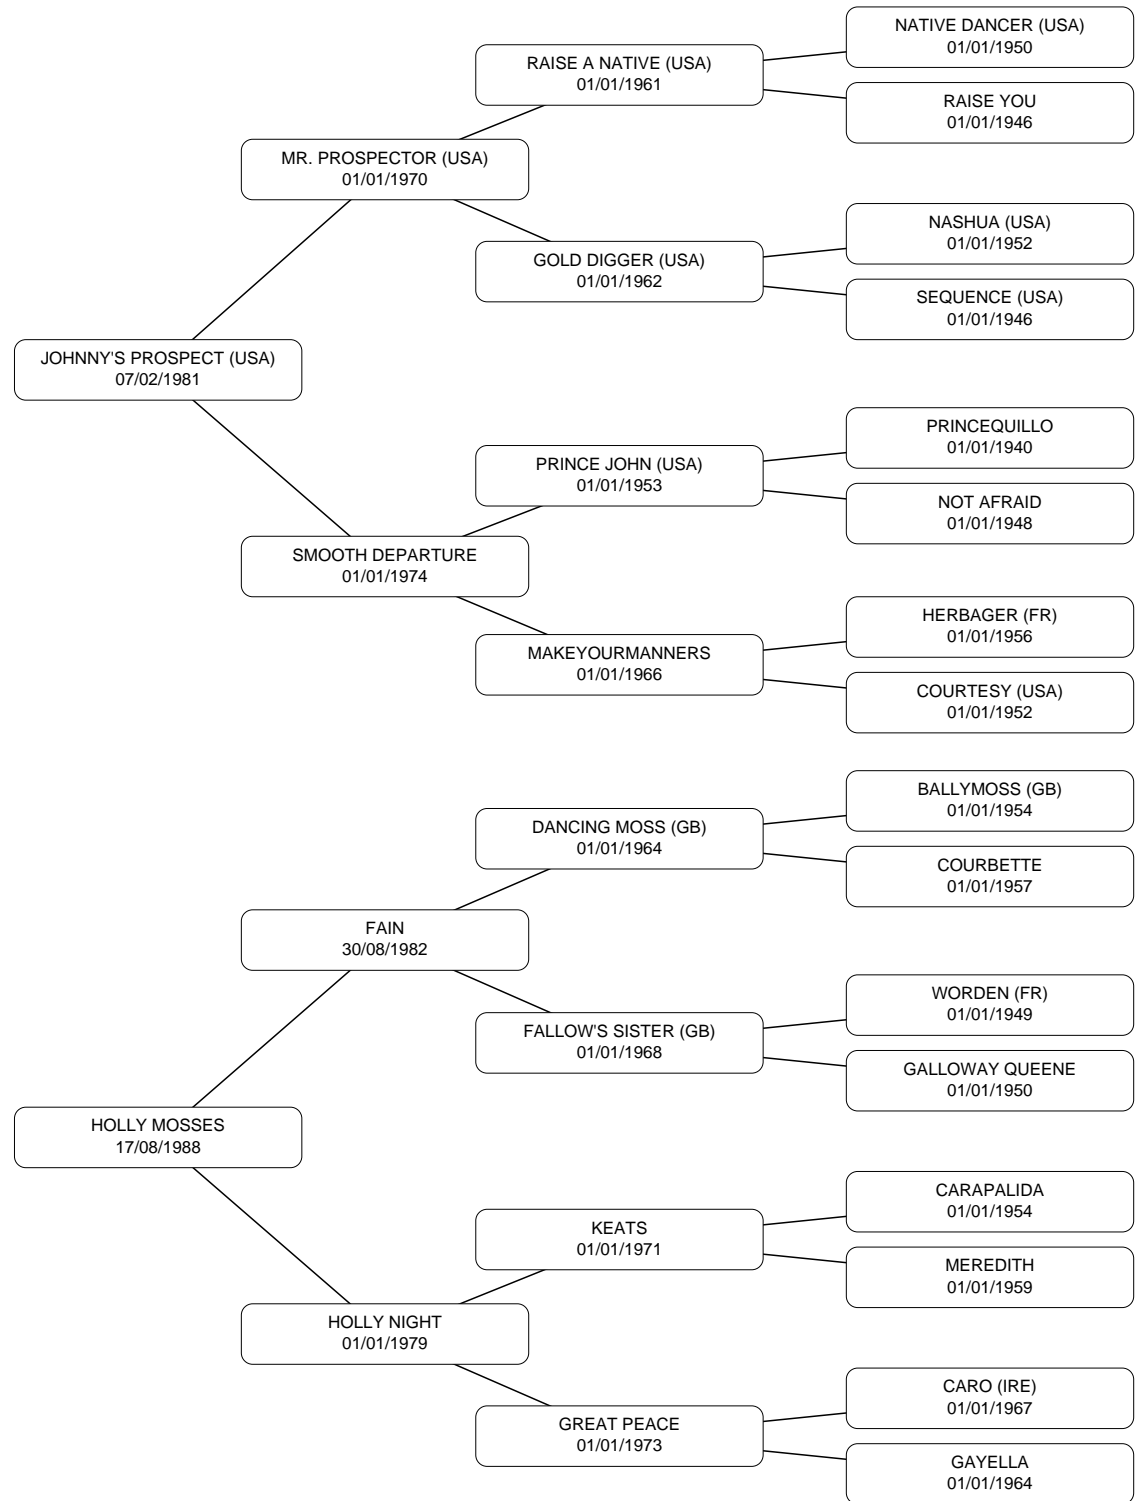 NATIVE DANCER (USA)
01/01/1950
RAISE A NATIVE (USA)
01/01/1961
RAISE YOU
01/01/1946
MR. PROSPECTOR (USA)
01/01/1970
NASHUA (USA)
01/01/1952
GOLD DIGGER (USA)
01/01/1962
SEQUENCE (USA)
01/01/1946
JOHNNY'S PROSPECT (USA)
07/02/1981
PRINCEQUILLO
01/01/1940
PRINCE JOHN (USA)
01/01/1953
NOT AFRAID
01/01/1948
SMOOTH DEPARTURE
01/01/1974
HERBAGER (FR)
01/01/1956
MAKEYOURMANNERS
01/01/1966
COURTESY (USA)
01/01/1952
BALLYMOSS (GB)
01/01/1954
DANCING MOSS (GB)
01/01/1964
COURBETTE
01/01/1957
FAIN
30/08/1982
WORDEN (FR)
01/01/1949
FALLOW'S SISTER (GB)
01/01/1968
GALLOWAY QUEENE
01/01/1950
HOLLY MOSSES
17/08/1988
CARAPALIDA
01/01/1954
KEATS
01/01/1971
MEREDITH
01/01/1959
HOLLY NIGHT
01/01/1979
CARO (IRE)
01/01/1967
GREAT PEACE
01/01/1973
GAYELLA
01/01/1964